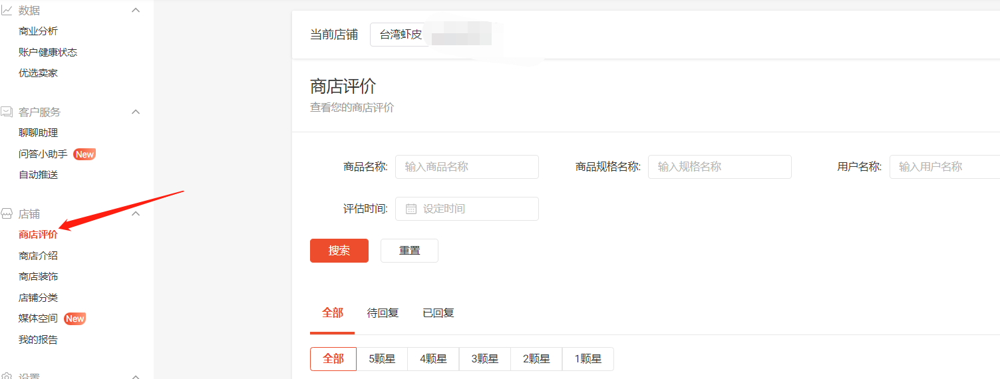 数据
商业分析
账户健康状态
优选卖家
客户服务
聊聊助理
问答小助手 New
自动推送
店铺
商店评价
商店介绍
商店装饰
店铺分类
媒体空间 New
我的报告
设置
当前店铺 台湾虾皮
商店评价
查看您的商店评价
商品名称: 输入商品名称 商品规格名称: 输入规格名称 用户名称: 输入用户名称
评估时间: 设定时间
搜索 重置
全部 待回复 已回复
全部 5颗星 4颗星 3颗星 2颗星 1颗星